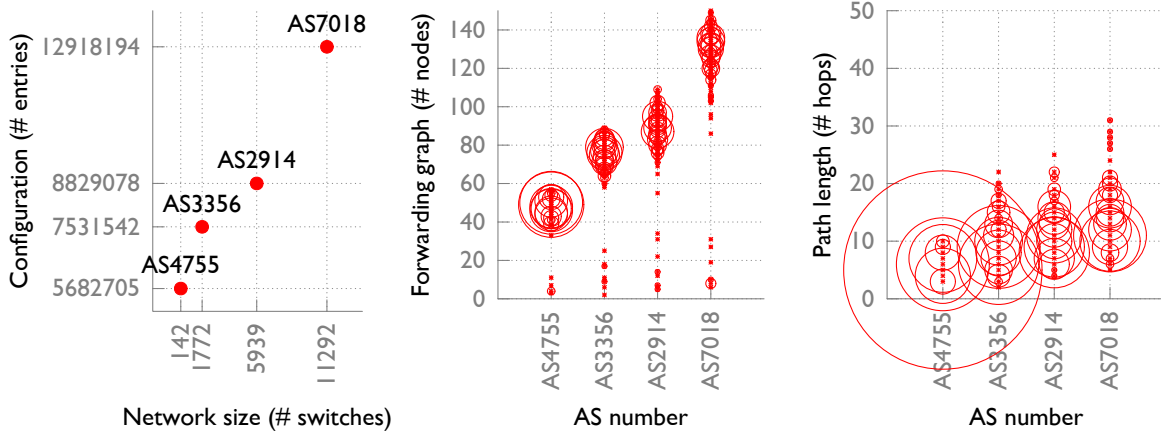 Configuration (# entries)
12918194
8829078
7531542
5682705
AS7018
AS2914
AS3356
AS4755
142
1772
5939
11292
Network size (# switches)
Forwarding graph (# nodes)
140
120
100
80
60
40
20
0
AS4755
AS3356
AS2914
AS7018
AS number
Path length (# hops)
50
40
30
20
10
0
AS4755
AS3356
AS2914
AS7018
AS number